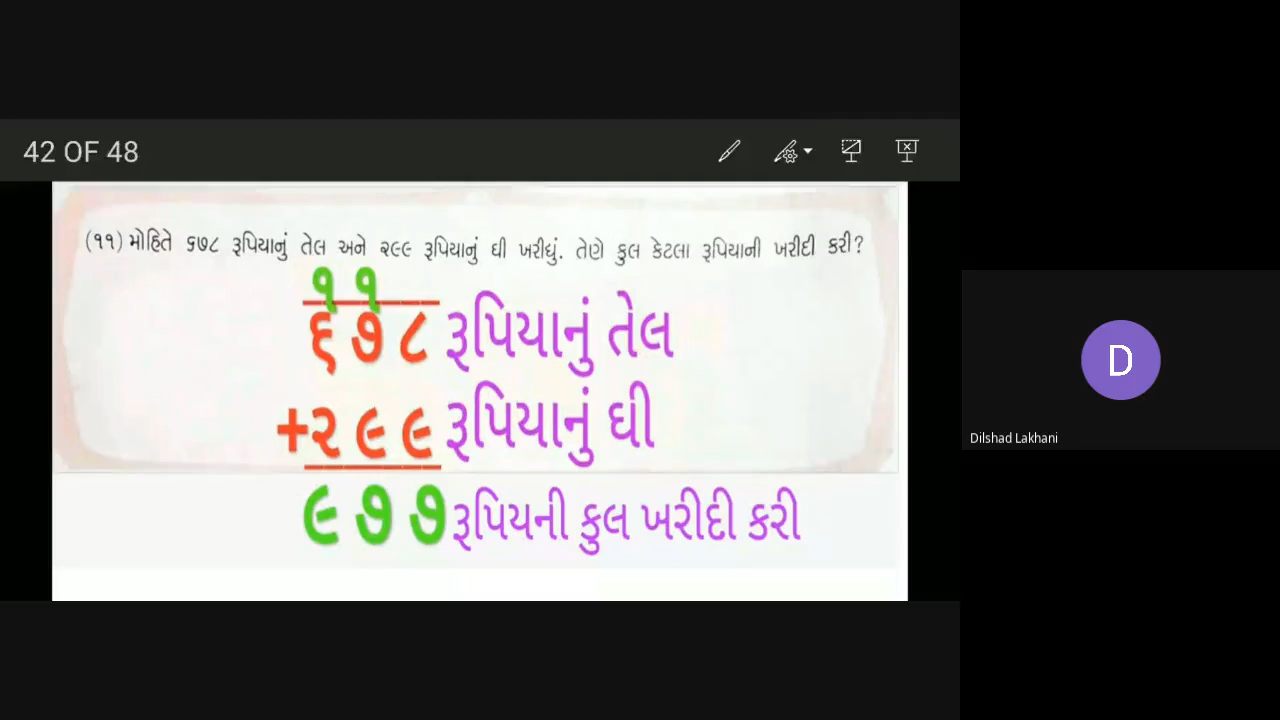 42 OF 48
(૧૧) મોહિતે ૬૭૮ રૂપિયાનું તેલ અને ૨૯૯ રૂપિયાનું ઘી ખરીધું. તેણે કુલ કેટલા રૂપિયાની ખરીદી કરી?
૧ ૧
૬ ૭ ૮ રૂપિયાનું તેલ
+૨ ૯ ૯ રૂપિયાનું ઘી
૯ ૭ ૭ રૂપિયની કુલ ખરીદી કરી
D
Dilshad Lakhani